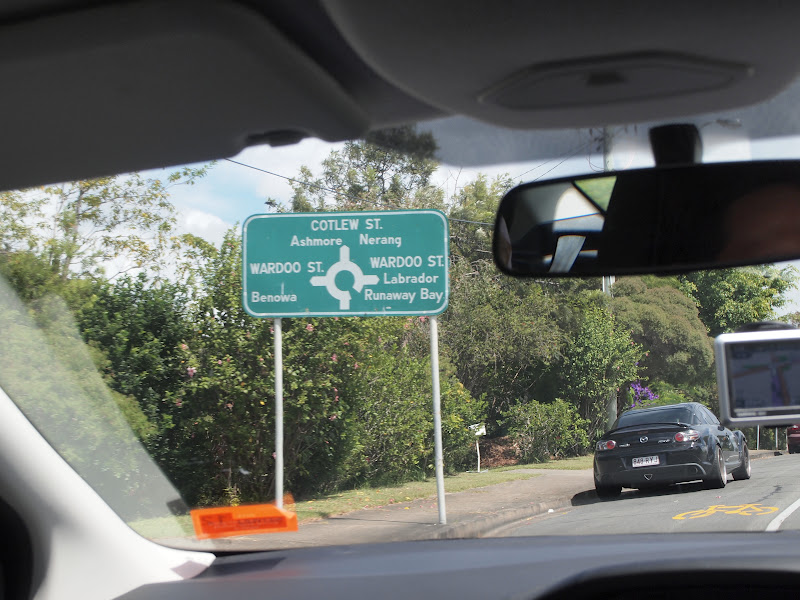 COTLEW ST.
Ashmore Nerang
WARDOO ST. WARDOO ST.
Labrador
Benowa Runaway Bay